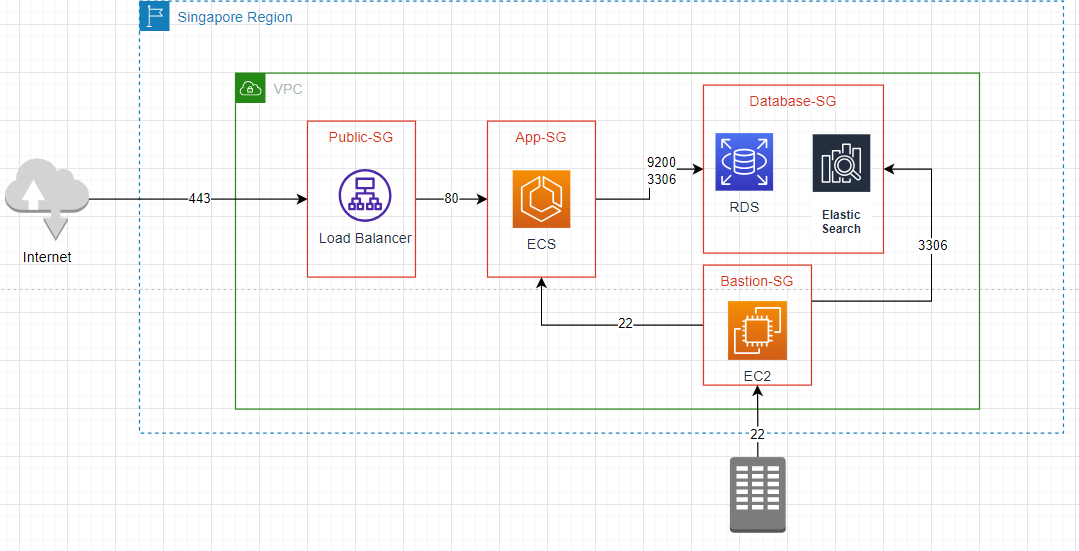 Singapore Region
VPC
Database-SG
Public-SG
App-SG
9200
3306
443
80
RDS
Elastic
Search
Load Balancer
ECS
3306
Internet
Bastion-SG
22
EC2
22